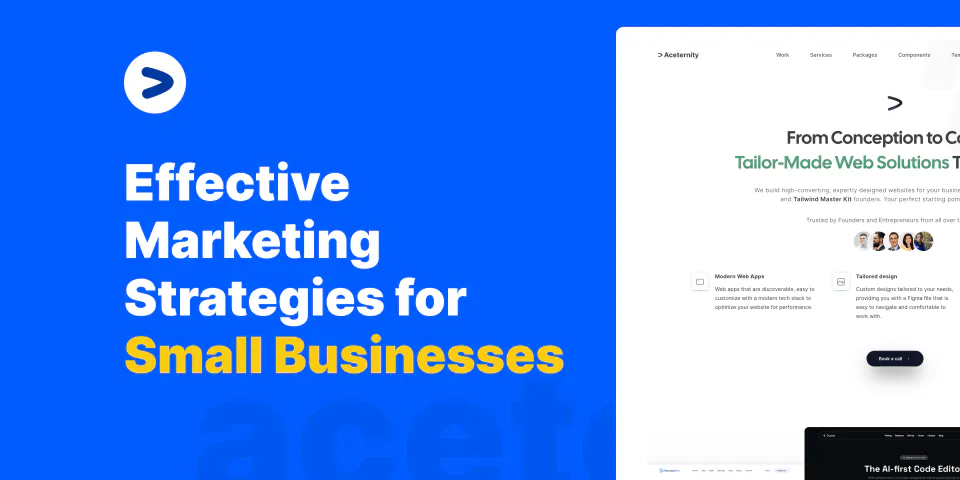 Effective
Marketing
Strategies for
Small Businesses
aceto
Aceternity
Work Services Packages Components
From Conception to Co
Tailor-Made Web Solutions T
We build high-converting, expertly designed websites for your busine
and Tailwind Master Kit founders. Your perfect starting poin
Trusted by Founders and Entrepreneurs from all over t
Modern Web Apps
Web apps that are discoverable, easy to
customize with a modern tech stack to
optimize your website for performance.
Tailored design
Custom designs tailored to your needs,
providing you with a Figma file that is
easy to navigate and comfortable to
work with.
Book a call
The AI-first Code Edito